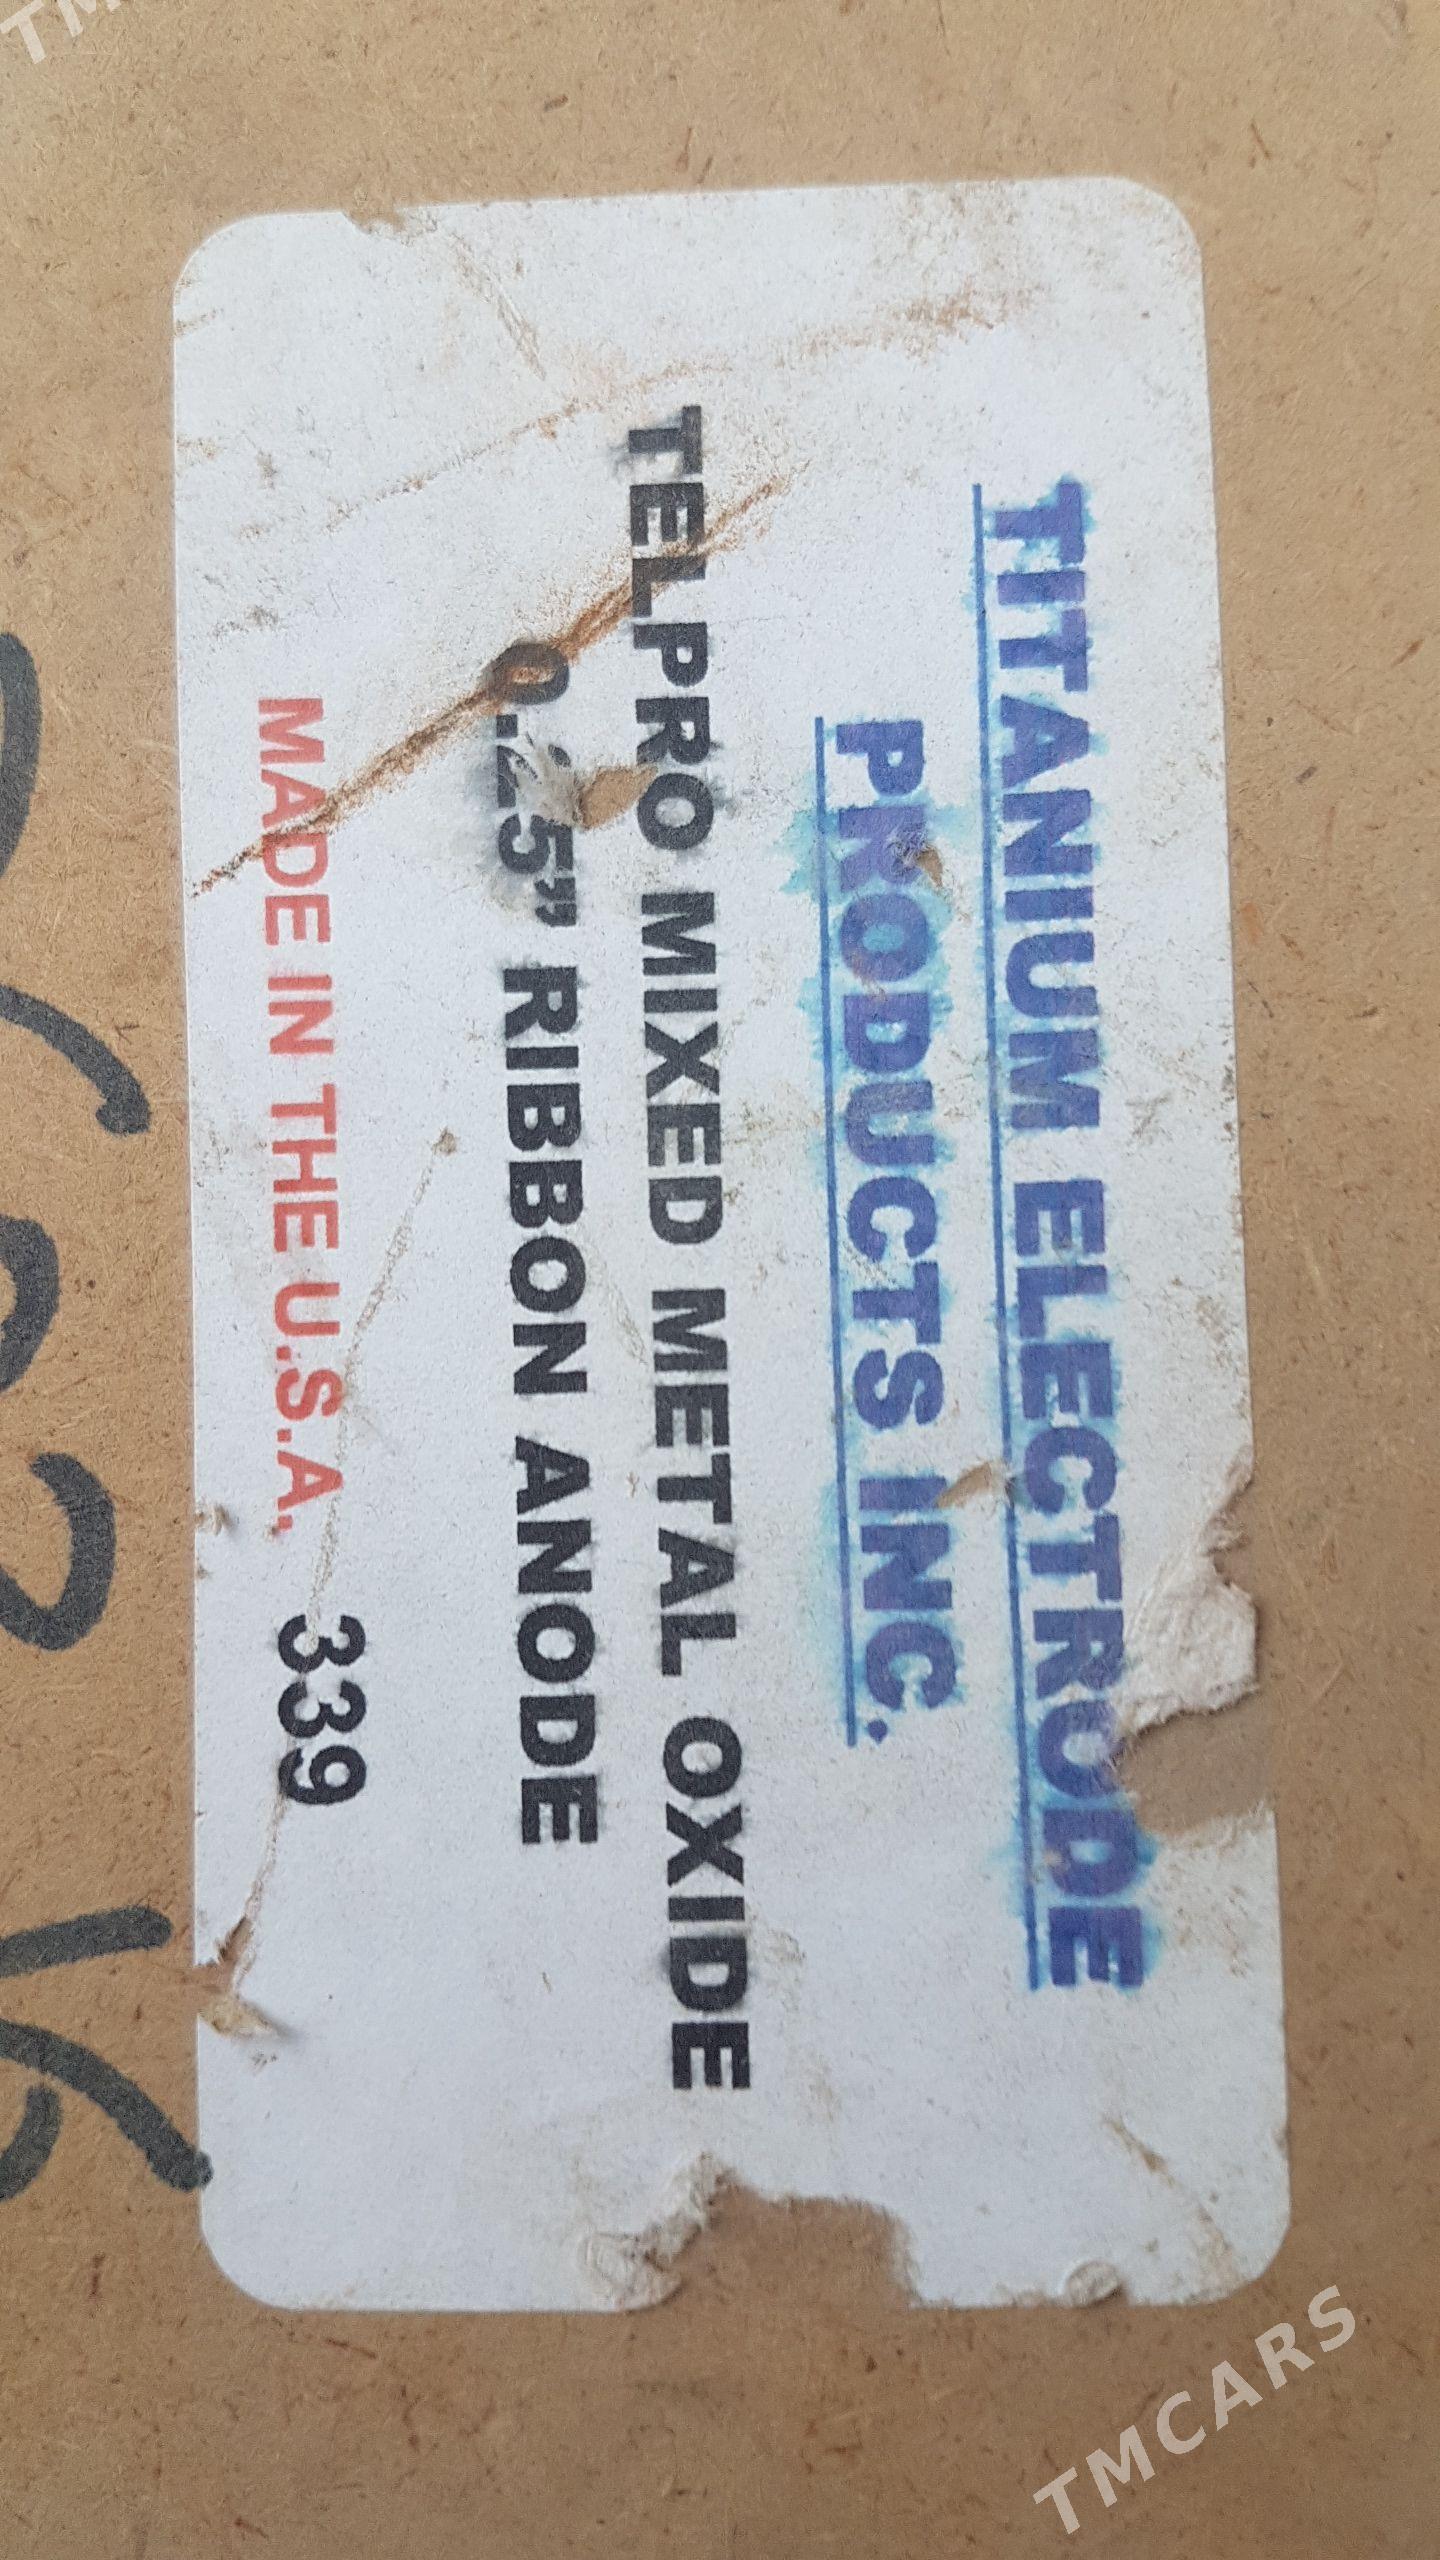 TITANIUM ELECTRODE
PRODUCTS INC.
TELPRO MIXED METAL OXIDE
0.25” RIBBON ANODE
MADE IN THE U.S.A. 339
TMCARS